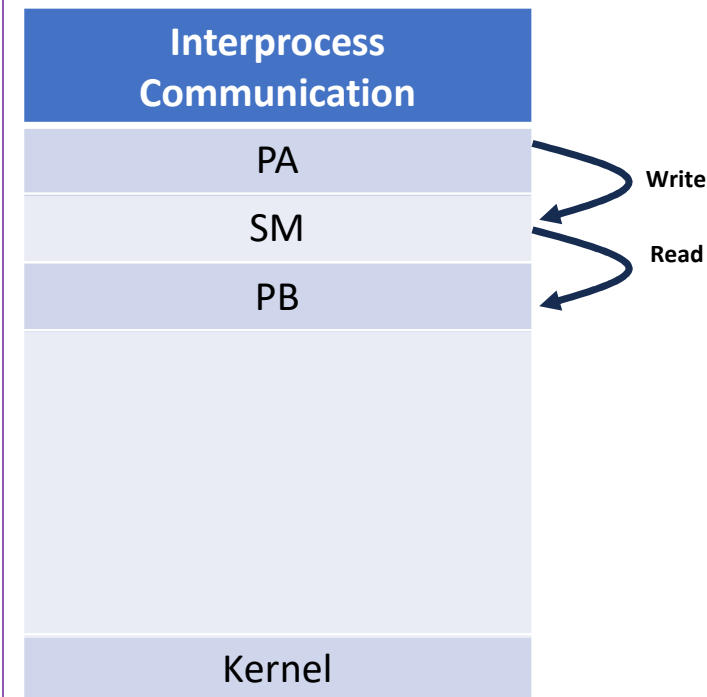 Interprocess
Communication
PA
Write
SM
Read
PB
Kernel